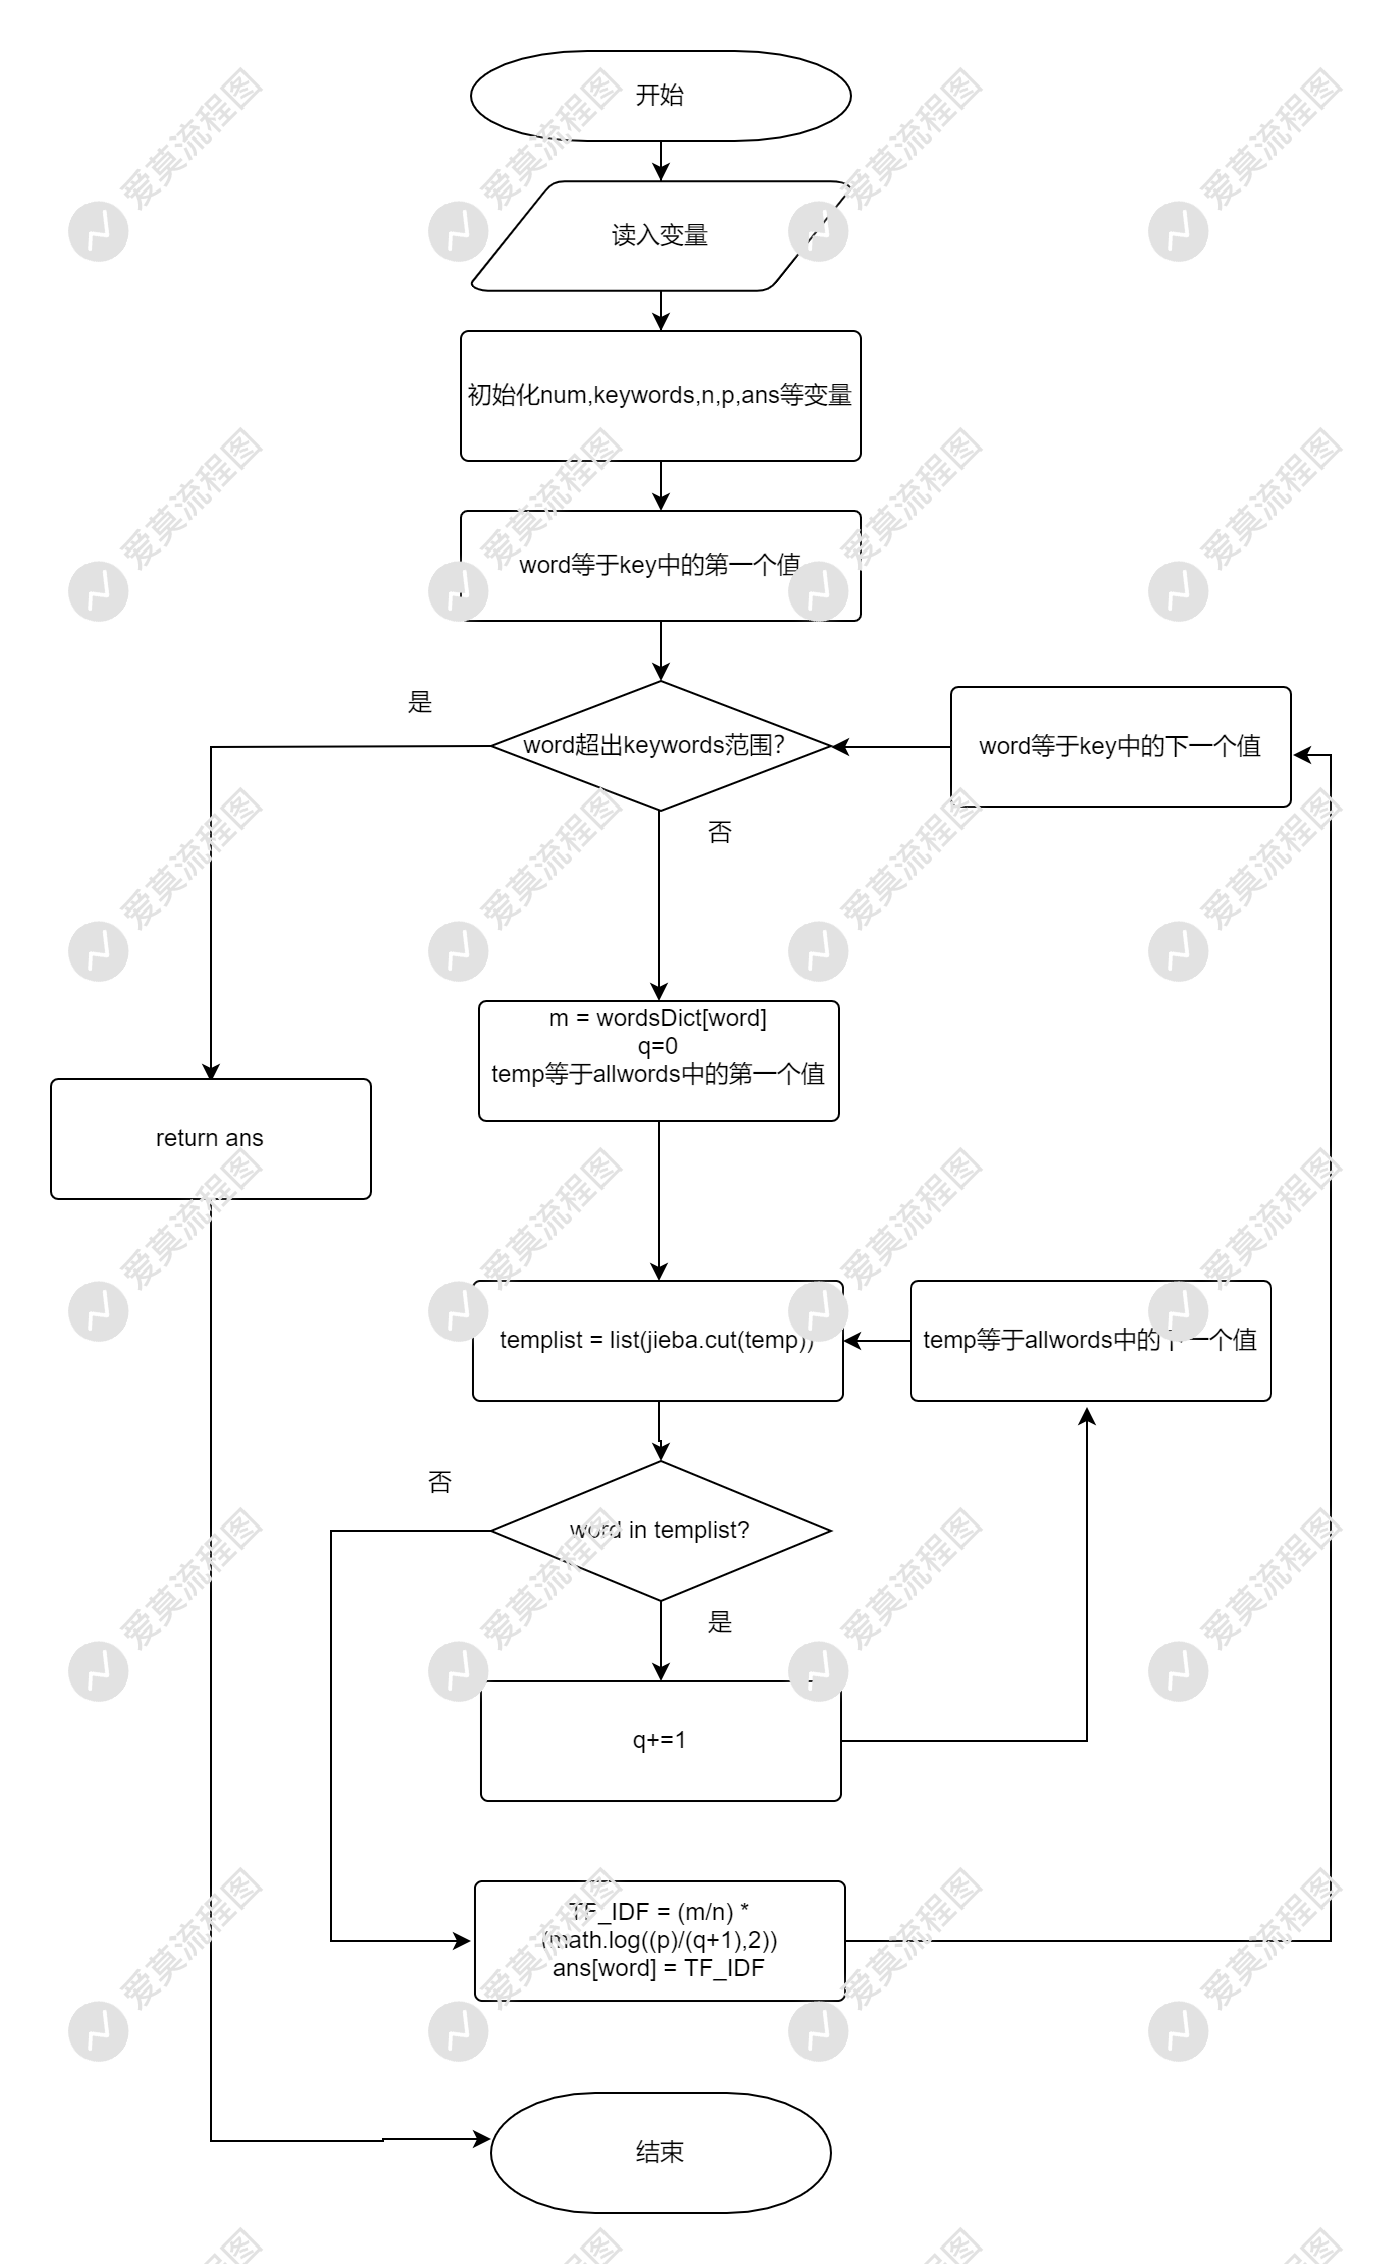 开始
读入变量
初始化num,keywords,n,p,ans等变量
word等于key中的第一个值
是
word超出keywords范围?
word等于key中的下一个值
否
m = wordsDict[word]
q=0
temp等于allwords中的第一个值
return ans
templist = list(jieba.cut(temp))
temp等于allwords中的下一个值
否
word in templist?
是
q+=1
TF_IDF = (m/n) *
(math.log((p)/(q+1),2))
ans[word] = TF_IDF
结束
爱莫流程图